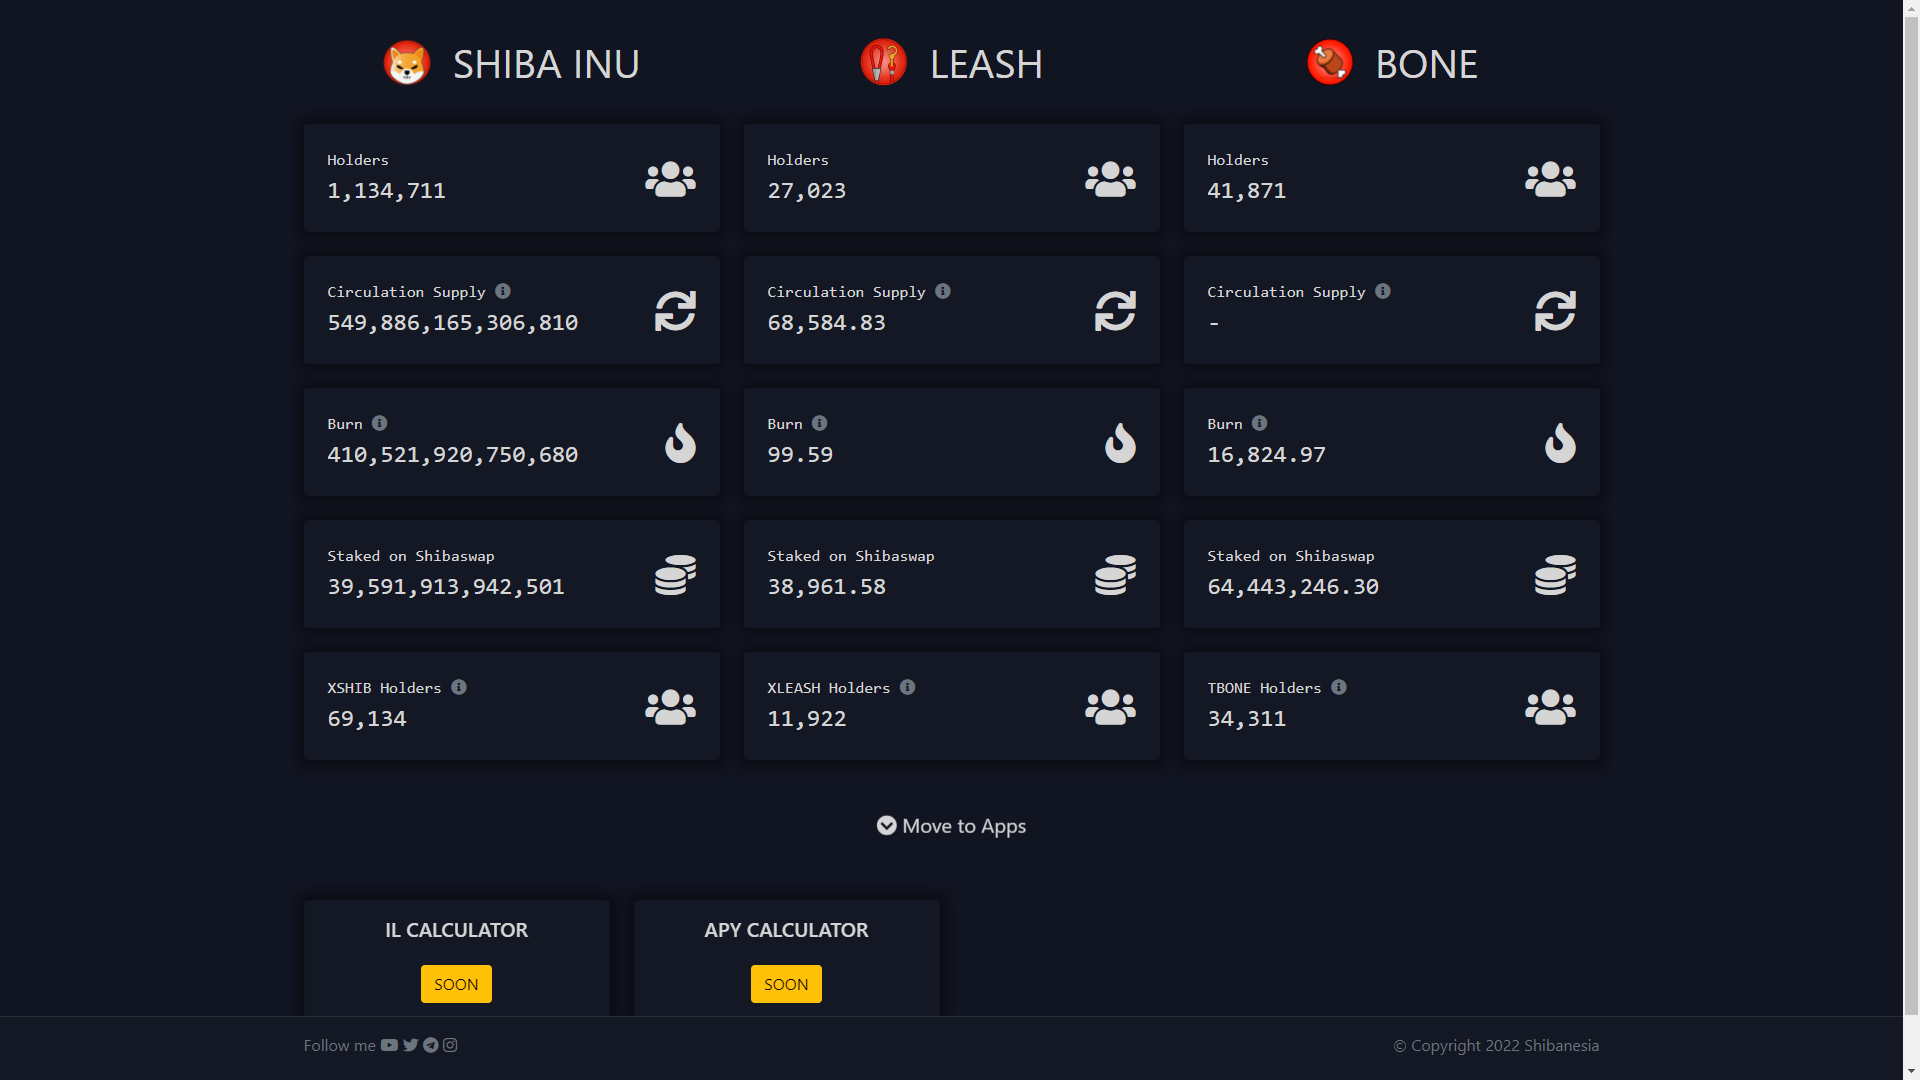 SHIBA INU
LEASH
BONE
Holders
1,134,711
Holders
27,023
Holders
41,871
Circulation Supply
549,886,165,306,810
Circulation Supply
68,584.83
Circulation Supply
-
Burn
410,521,920,750,680
Burn
99.59
Burn
16,824.97
Staked on Shibaswap
39,591,913,942,501
Staked on Shibaswap
38,961.58
Staked on Shibaswap
64,443,246.30
XSHIB Holders
69,134
XLEASH Holders
11,922
TBONE Holders
34,311
Move to Apps
IL CALCULATOR
SOON
APY CALCULATOR
SOON
Follow me
© Copyright 2022 Shibanesia